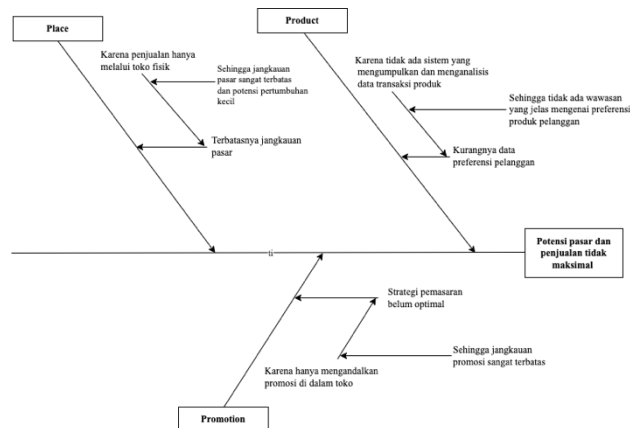 Place
Product
Karena penjualan hanya
melalui toko fisik
Sehingga jangkauan
pasar sangat terbatas
dan potensi pertumbuhan
kecil
Terbatasnya jangkauan
pasar
Karena tidak ada sistem yang
mengumpulkan dan menganalisis
data transaksi produk
Sehingga tidak ada wawasan
yang jelas mengenai preferensi
produk pelanggan
Kurangnya data
preferensi pelanggan
ti
Potensi pasar dan
penjualan tidak
maksimal
Strategi pemasaran
belum optimal
Sehingga jangkauan
promosi sangat terbatas
Karena hanya mengandalkan
promosi di dalam toko
Promotion